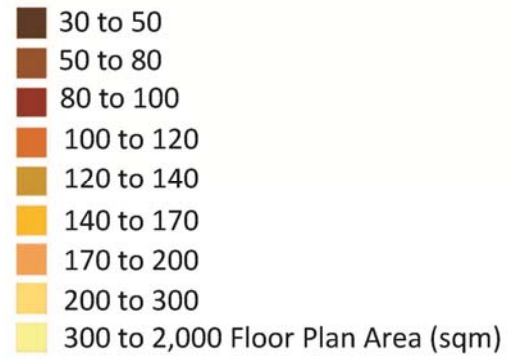 30 to 50
50 to 80
80 to 100
100 to 120
120 to 140
140 to 170
170 to 200
200 to 300
300 to 2,000 Floor Plan Area (sqm)